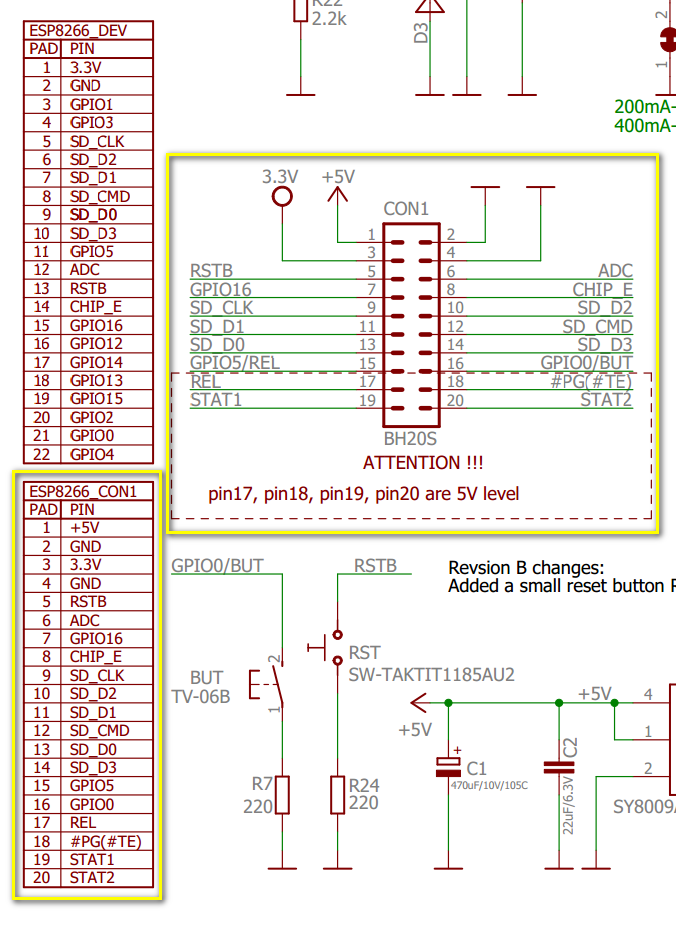 R22
2.2k
D3
2
1
200mA-
400mA-
ESP8266_DEV
PAD PIN
1 3.3V
2 GND
3 GPIO1
4 GPIO3
5 SD_CLK
6 SD_D2
7 SD_D1
8 SD_CMD
9 SD_D0
10 SD_D3
11 GPIO5
12 ADC
13 RSTB
14 CHIP_E
15 GPIO16
16 GPIO12
17 GPIO14
18 GPIO13
19 GPIO15
20 GPIO2
21 GPIO0
22 GPIO4
3.3V +5V
CON1
1 2
3 4
RSTB 5 6 ADC
GPIO16 7 8 CHIP_E
SD_CLK 9 10 SD_D2
SD_D1 11 12 SD_CMD
SD_D0 13 14 SD_D3
GPIO5/REL 15 16 GPIO0/BUT
REL 17 18 #PG(#TE)
STAT1 19 20 STAT2
BH20S
ATTENTION !!!
pin17, pin18, pin19, pin20 are 5V level
ESP8266_CON1
PAD PIN
1 +5V
2 GND
3 3.3V
4 GND
5 RSTB
6 ADC
7 GPIO16
8 CHIP_E
9 SD_CLK
10 SD_D2
11 SD_D1
12 SD_CMD
13 SD_D0
14 SD_D3
15 GPIO5
16 GPIO0
17 REL
18 #PG(#TE)
19 STAT1
20 STAT2
GPIO0/BUT
RSTB
Revsion B changes:
Added a small reset button
2
BUT
TV-06B
1
RST
SW-TAKTIT1185AU2
R7
220
R24
220
+5V
+
C1
470uF/10V/105C
C2
22uF/6.3V
+5V
4
1
2
SY8009